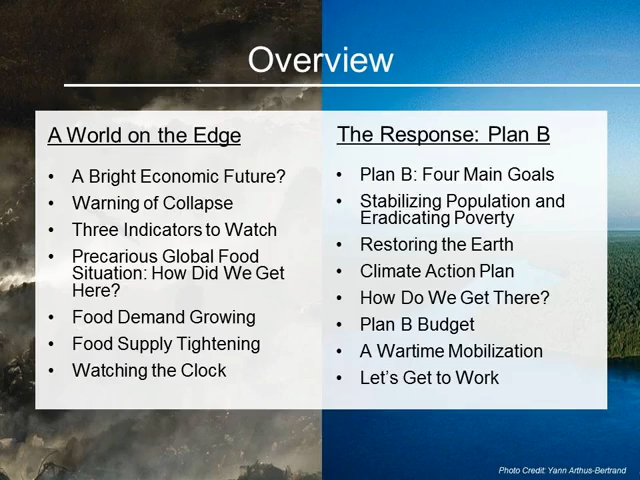 Overview
A World on the Edge
• A Bright Economic Future?
• Warning of Collapse
• Three Indicators to Watch
• Precarious Global Food
Situation: How Did We Get
Here?
• Food Demand Growing
• Food Supply Tightening
• Watching the Clock
The Response: Plan B
• Plan B: Four Main Goals
• Stabilizing Population and
Eradicating Poverty
• Restoring the Earth
• Climate Action Plan
• How Do We Get There?
• Plan B Budget
• A Wartime Mobilization
• Let’s Get to Work
Photo Credit: Yann Arthus-Bertrand